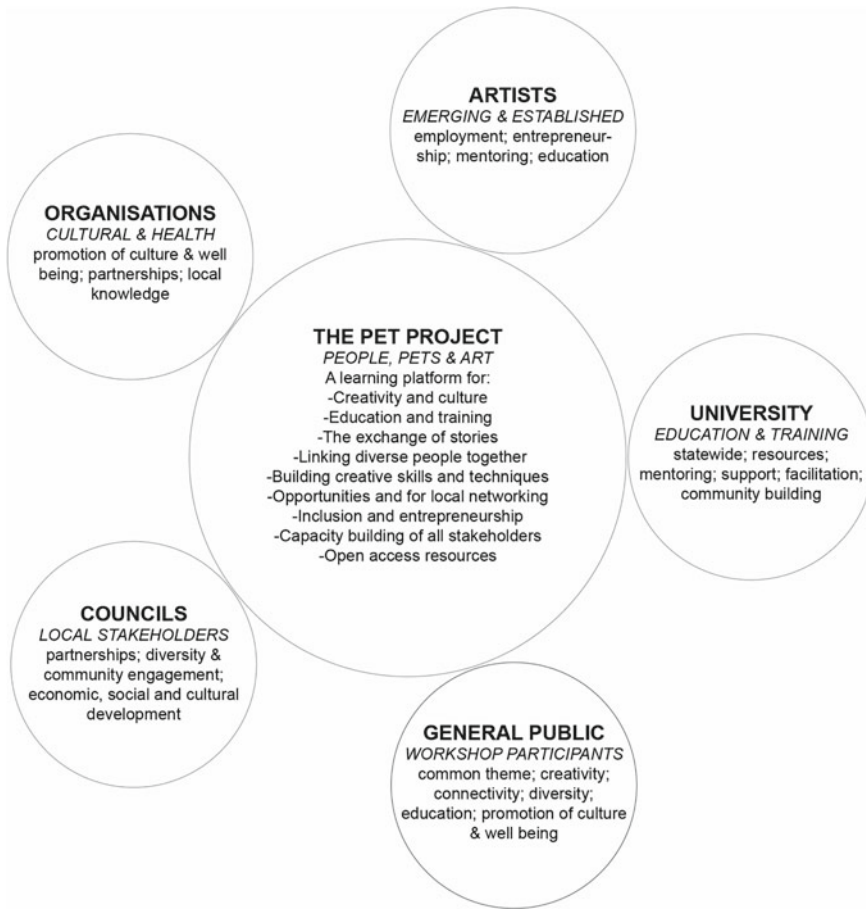 ARTISTS
EMERGING & ESTABLISHED
employment; entrepreneur-
ship; mentoring; education
ORGANISATIONS
CULTURAL & HEALTH
promotion of culture & well
being; partnerships; local
knowledge
THE PET PROJECT
PEOPLE, PETS & ART
A learning platform for:
-Creativity and culture
-Education and training
-The exchange of stories
-Linking diverse people together
-Building creative skills and techniques
-Opportunities and for local networking
-Inclusion and entrepreneurship
-Capacity building of all stakeholders
-Open access resources
UNIVERSITY
EDUCATION & TRAINING
statewide; resources;
mentoring; support; facilitation;
community building
COUNCILS
LOCAL STAKEHOLDERS
partnerships; diversity &
community engagement;
economic, social and cultural
development
GENERAL PUBLIC
WORKSHOP PARTICIPANTS
common theme; creativity;
connectivity; diversity;
education; promotion of culture
& well being